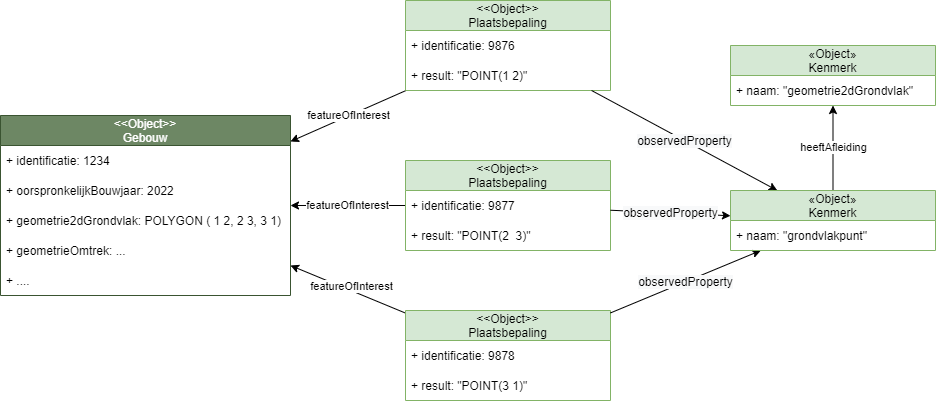 <<Object>>
Plaatsbepaling
+ identificatie: 9876
+ result: "POINT(1 2)"
«Object»
Kenmerk
+ naam: "geometrie2dGrondvlak"
featureOfInterest
<<Object>>
Gebouw
+ identificatie: 1234
+ oorspronkelijkBouwjaar: 2022
+ geometrie2dGrondvlak: POLYGON ( 1 2, 2 3, 3 1)
+ geometrieOmtrek: ...
+ ....
observedProperty
heeftAfleiding
<<Object>>
Plaatsbepaling
+ identificatie: 9877
+ result: "POINT(2  3)"
featureOfInterest
observedProperty
«Object»
Kenmerk
+ naam: "grondvlakpunt"
featureOfInterest
observedProperty
<<Object>>
Plaatsbepaling
+ identificatie: 9878
+ result: "POINT(3 1)"